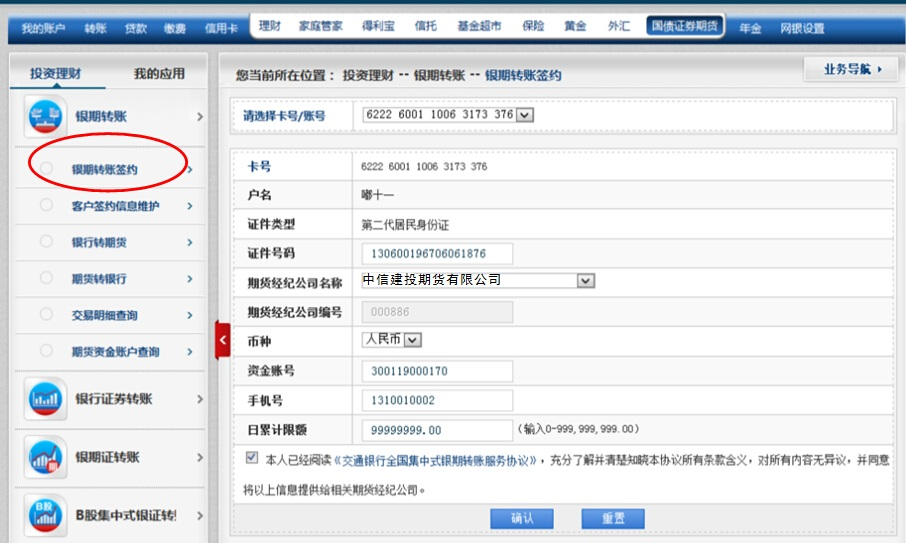 我的账户 转账 贷款 缴费 信用卡 理财 家庭管家 得利宝 信托 基金超市 保险 黄金 外汇 国债证券期货 年金 网银设置
投资理财 我的应用
您当前所在位置： 投资理财 -- 银期转账 -- 银期转账签约
业务导航
银期转账
银期转账签约
客户签约信息维护
银行转期货
期货转银行
交易明细查询
期货资金账户查询
银行证券转账
银期证转账
B股集中式银证转!
请选择卡号/账号 6222 6001 1006 3173 376
卡号 6222 6001 1006 3173 376
户名 嘟十一
证件类型 第二代居民身份证
证件号码 130600196706061876
期货经纪公司名称 中信建投期货有限公司
期货经纪公司编号 000886
币种 人民币
资金账号 300119000170
手机号 1310010002
日累计限额 99999999.00 (输入0-999,999,999.00)
本人已经阅读《交通银行全国集中式银期转账服务协议》，充分了解并清楚知晓本协议所有条款含义，对所有内容无异议，并同意
将以上信息提供给相关期货经纪公司。
确认 重置